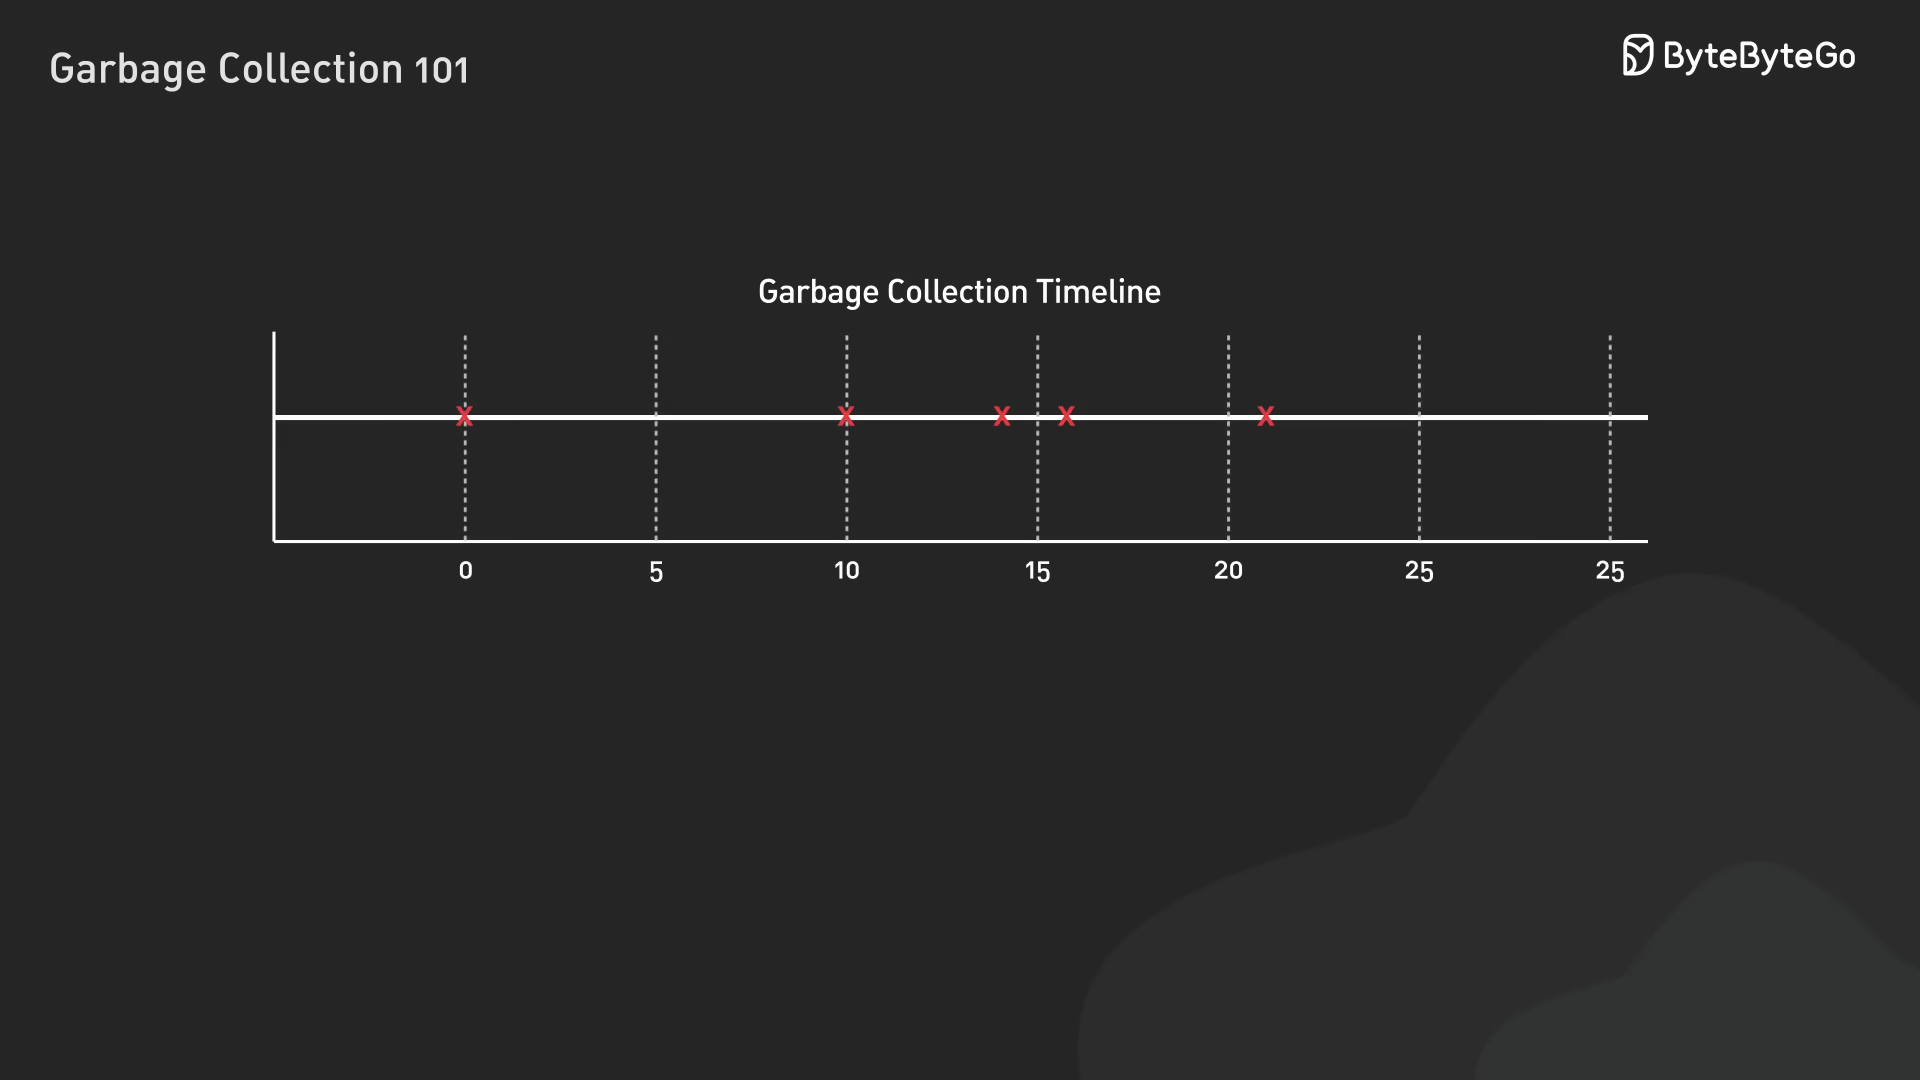 Garbage Collection 101
ByteByteGo
Garbage Collection Timeline
X X X X X
0 5 10 15 20 25 25